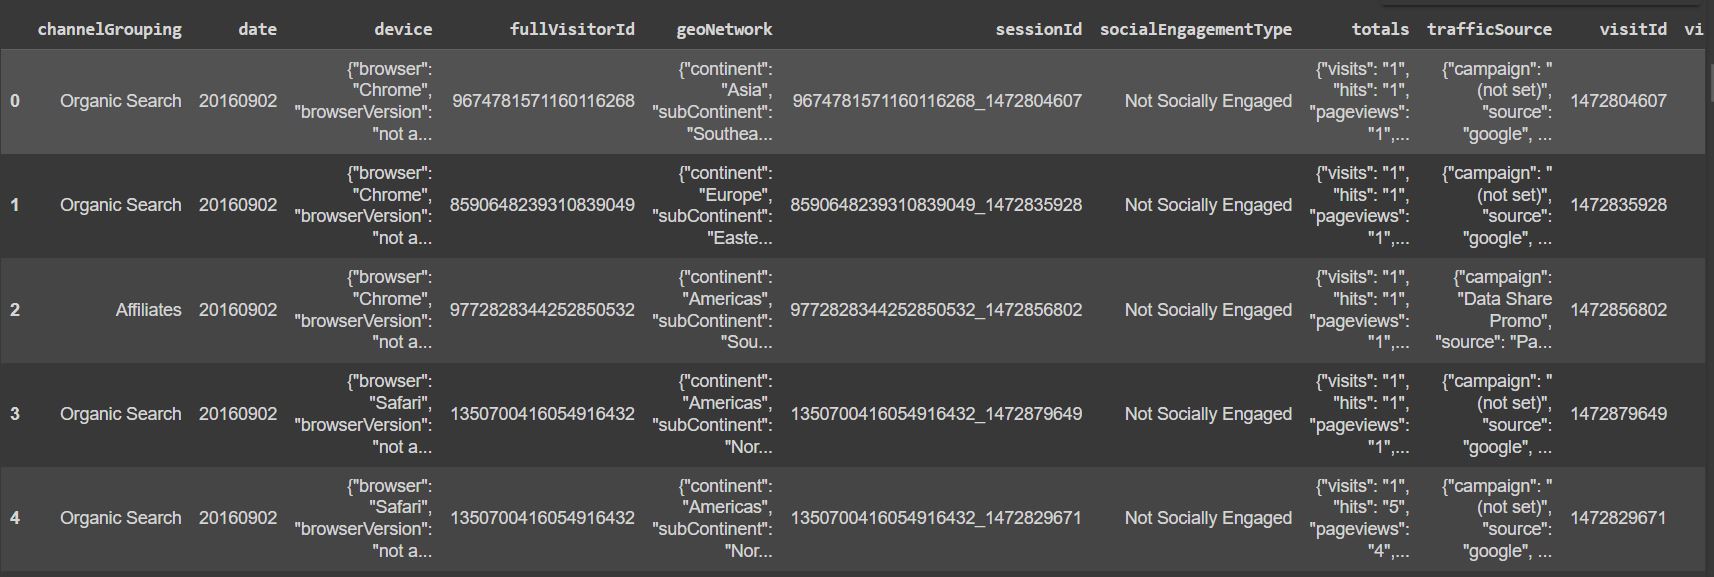 channelGrouping date device fullVisitorId geoNetwork sessionId socialEngagementType totals trafficSource visitId vi
0 Organic Search 20160902 {"browser": "Chrome", "browserVersion": "not a... 9674781571160116268 {"continent": "Asia", "subContinent": "Southea... 9674781571160116268_1472804607 Not Socially Engaged {"visits": "1", "hits": "1", "pageviews": "1",... {"campaign": "(not set)", "source": "google", ... 1472804607
1 Organic Search 20160902 {"browser": "Chrome", "browserVersion": "not a... 8590648239310839049 {"continent": "Europe", "subContinent": "Easte... 8590648239310839049_1472835928 Not Socially Engaged {"visits": "1", "hits": "1", "pageviews": "1",... {"campaign": "(not set)", "source": "google", ... 1472835928
2 Affiliates 20160902 {"browser": "Chrome", "browserVersion": "not a... 9772828344252850532 {"continent": "Americas", "subContinent": "Sou... 9772828344252850532_1472856802 Not Socially Engaged {"visits": "1", "hits": "1", "pageviews": "1",... {"campaign": "Data Share Promo", "source": "Pa... 1472856802
3 Organic Search 20160902 {"browser": "Safari", "browserVersion": "not a... 1350700416054916432 {"continent": "Americas", "subContinent": "Nor... 1350700416054916432_1472879649 Not Socially Engaged {"visits": "1", "hits": "1", "pageviews": "1",... {"campaign": "(not set)", "source": "google", ... 1472879649
4 Organic Search 20160902 {"browser": "Safari", "browserVersion": "not a... 1350700416054916432 {"continent": "Americas", "subContinent": "Nor... 1350700416054916432_1472829671 Not Socially Engaged {"visits": "1", "hits": "5", "pageviews": "4",... {"campaign": "(not set)", "source": "google", ... 1472829671